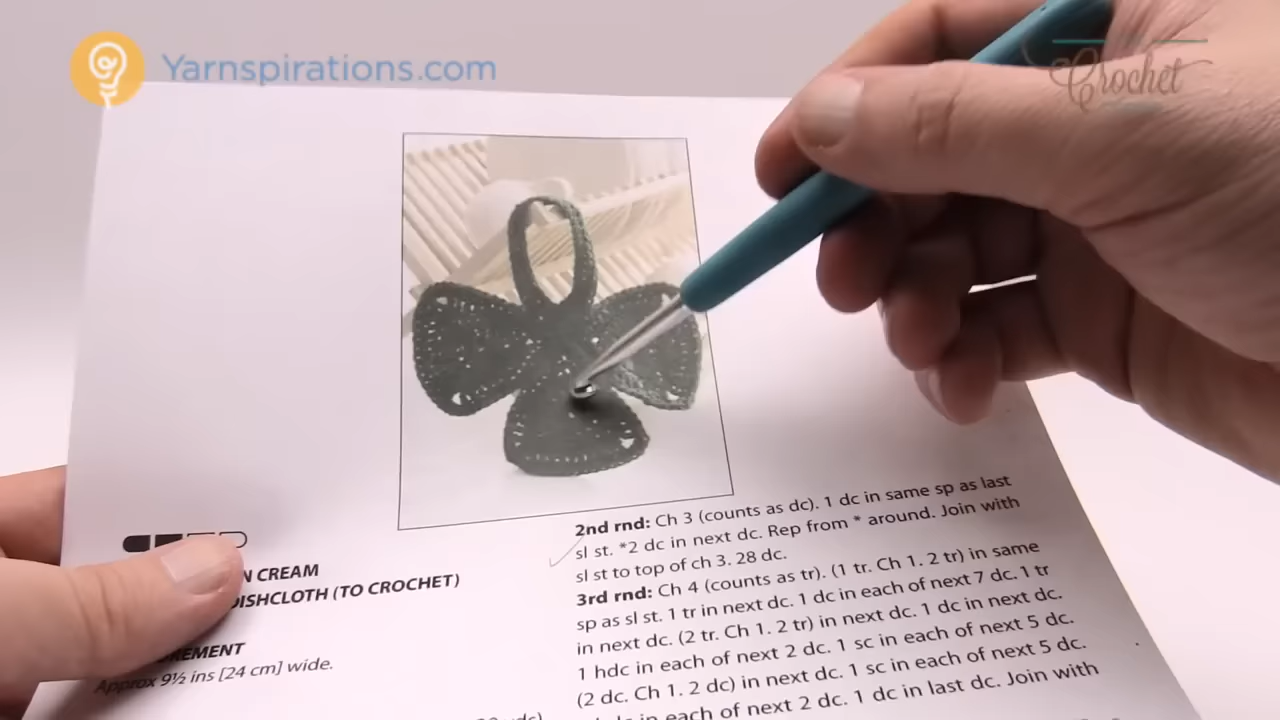 Yarnspirations.com
Crochet
N CREAM
DISHCLOTH (TO CROCHET)
REMENT
Approx 9½ ins [24 cm] wide.
2nd rnd: Ch 3 (counts as dc). 1 dc in same sp as last
sl st. *2 dc in next dc. Rep from * around. Join with
sl st to top of ch 3. 28 dc.
3rd rnd: Ch 4 (counts as tr). (1 tr. Ch 1. 2 tr) in same
sp as sl st. 1 tr in next dc. 1 dc in each of next 7 dc. 1 tr
in next dc. (2 tr. Ch 1. 2 tr) in next dc. 1 dc in next dc.
1 hdc in each of next 2 dc. 1 sc in each of next 5 dc.
(2 dc. Ch 1. 2 dc) in next dc. 1 sc in each of next 5 dc.
in each of next 2 dc. 1 dc in last dc. Join with